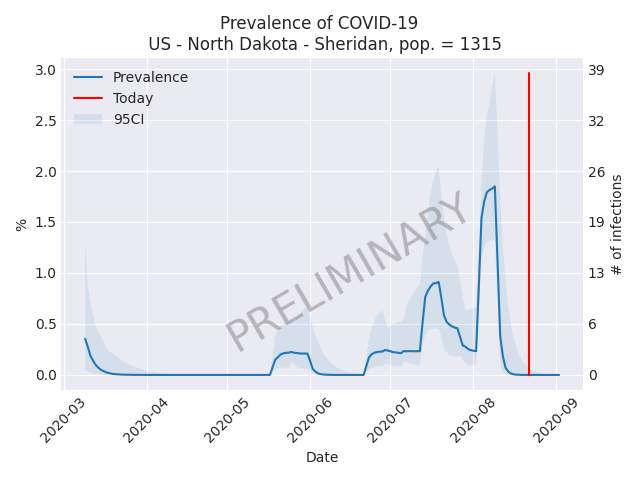 Prevalence of COVID-19
US - North Dakota - Sheridan, pop. = 1315
Prevalence
Today
95CI
PRELIMINARY
%
3.0
2.5
2.0
1.5
1.0
0.5
0.0
39
32
26
19
13
6
0
# of infections
2020-03
2020-04
2020-05
2020-06
2020-07
2020-08
2020-09
Date